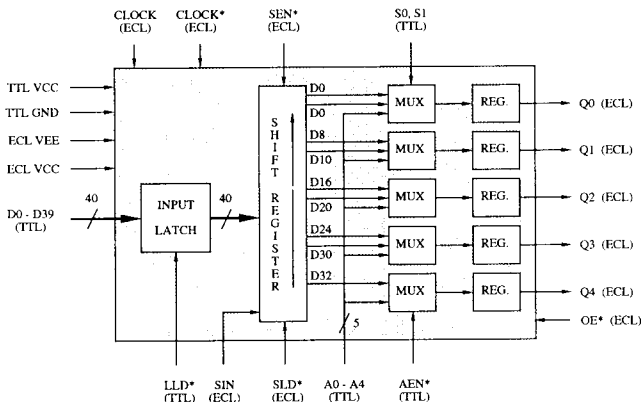 CLOCK
(ECL)
CLOCK*
(ECL)
SEN*
(ECL)
S0, S1
(TTL)
TTL VCC
TTL GND
ECL VEE
ECL VCC
D0 - D39
(TTL)
40
INPUT
LATCH
40
SHIFT REGISTER
D0
D0
D8
D10
D16
D20
D24
D30
D32
MUX
REG.
Q0 (ECL)
MUX
REG.
Q1 (ECL)
MUX
REG.
Q2 (ECL)
MUX
REG.
Q3 (ECL)
MUX
REG.
Q4 (ECL)
5
OE* (ECL)
LLD*
(TTL)
SIN
(ECL)
SLD*
(ECL)
A0 - A4
(TTL)
AEN*
(TTL)